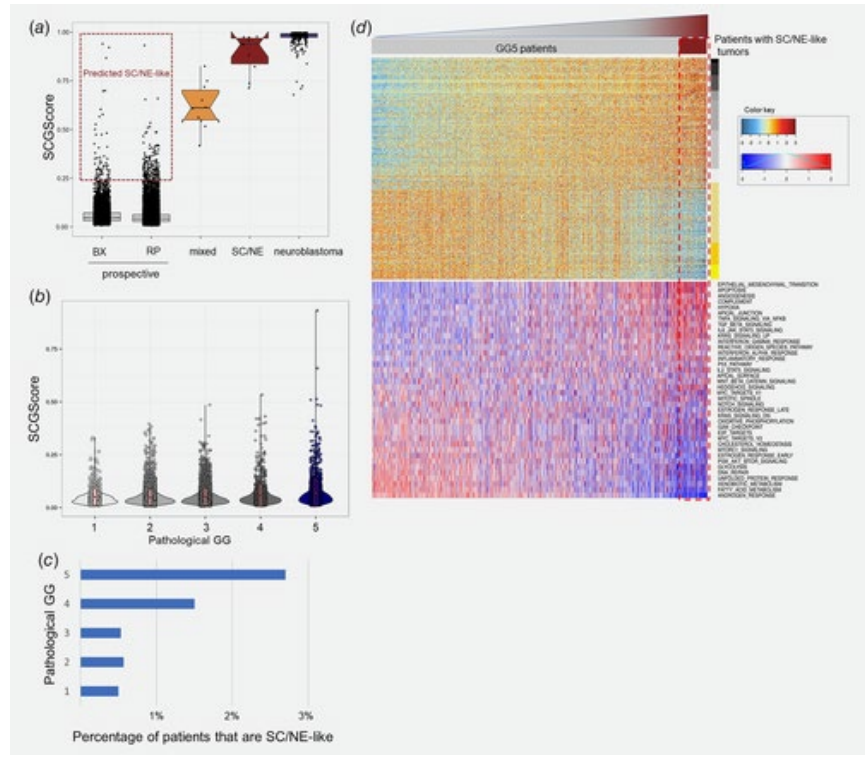 (a)
SCGScore
1.00
0.75
0.50
0.25
0.00
Predicted SC/NE-like
BX RP mixed SC/NE neuroblastoma
prospective
(b)
SCGScore
0.75
0.50
0.25
0.00
1 2 3 4 5
Pathological GG
(c)
Pathological GG
5
4
3
2
1
1% 2% 3%
Percentage of patients that are SC/NE-like
(d)
GG5 patients
Patients with SC/NE-like
tumors
Color key
EPITHELIAL_MESENCHYMAL_TRANSITION
APOPTOSIS
ANGIOGENESIS
COMPLEMENT
HYPOXIA
APICAL_JUNCTION
TNFA_SIGNALING_VIA_NFKB
TGF_BETA_SIGNALING
IL6_JAK_STAT3_SIGNALING
KRAS_SIGNALING_UP
INTERFERON_GAMMA_RESPONSE
REACTIVE_OXIGEN_SPECIES_PATHWAY
INTERFERON_ALPHA_RESPONSE
INFLAMMATORY_RESPONSE
P53_PATHWAY
IL2_STAT5_SIGNALING
APICAL_SURFACE
WNT_BETA_CATENIN_SIGNALING
HEDGEHOG_SIGNALING
MYC_TARGETS_V1
MITOTIC_SPINDLE
NOTCH_SIGNALING
ESTROGEN_RESPONSE_LATE
KRAS_SIGNALING_DN
OXIDATIVE_PHOSPHORYLATION
G2M_CHECKPOINT
E2F_TARGETS
MYC_TARGETS_V2
CHOLESTEROL_HOMEOSTASIS
MTORC1_SIGNALING
ESTROGEN_RESPONSE_EARLY
PI3K_AKT_MTOR_SIGNALING
GLYCOLYSIS
DNA_REPAIR
UNFOLDED_PROTEIN_RESPONSE
XENOBIOTIC_METABOLISM
FATTY_ACID_METABOLISM
ANDROGEN_RESPONSE